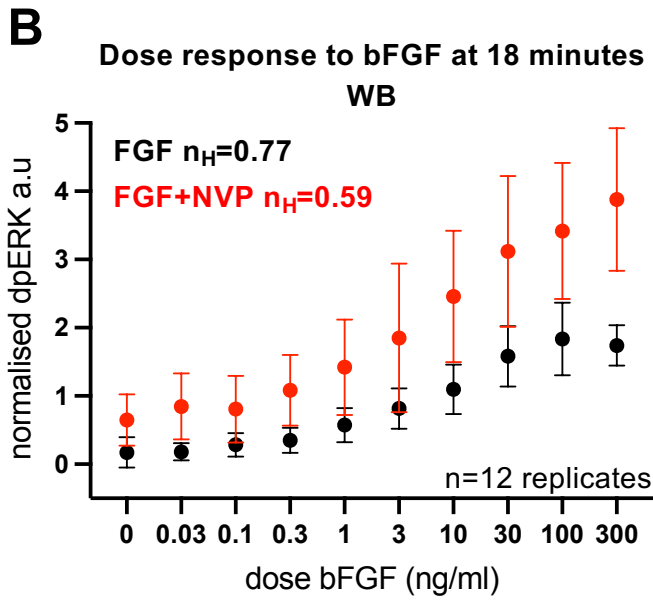 B
Dose response to bFGF at 18 minutes
WB
FGF nH=0.77
FGF+NVP nH=0.59
normalised dpERK a.u
5
4
3
2
1
0
n=12 replicates
0 0.03 0.1 0.3 1 3 10 30 100 300
dose bFGF (ng/ml)